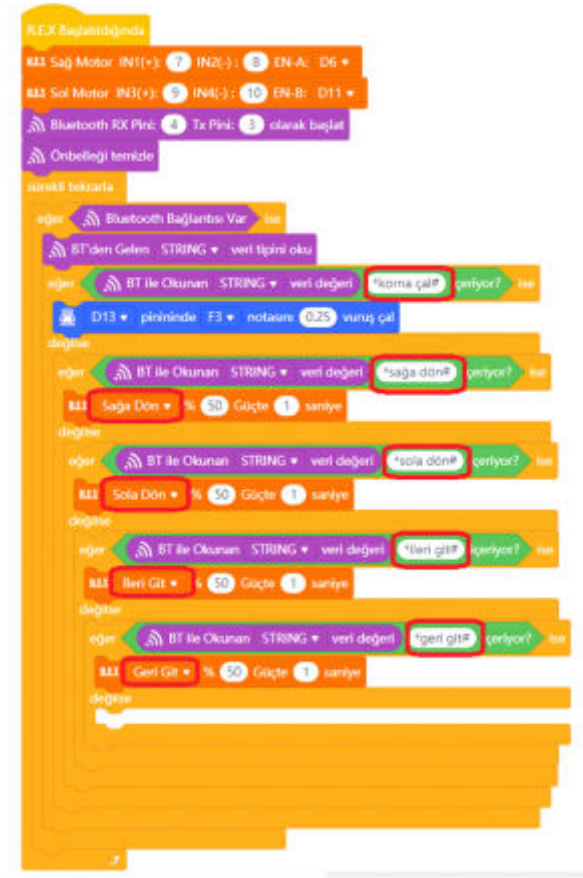 R.E.X Başlatıldığında
R.E.X Sağ Motor IN1(+): 7 IN2(-) : 8 EN-A: D6
R.E.X Sol Motor IN3(+): 9 IN4(-) : 10 EN-B: D11
Bluetooth RX Pini: 4 Tx Pini: 3 olarak başlat
Önbelleği temizle
sürekli tekrarla
eğer Bluetooth Bağlantısı Var ise
BT'den Gelen STRING veri tipini oku
eğer BT ile Okunan STRING veri değeri *korna çal# içeriyor? ise
D13 pinininde F3 notasını 0.25 vuruş çal
değilse
eğer BT ile Okunan STRING veri değeri *sağa dön# içeriyor? ise
R.E.X Sağa Dön % 50 Güçte 1 saniye
değilse
eğer BT ile Okunan STRING veri değeri *sola dön# içeriyor? ise
R.E.X Sola Dön % 50 Güçte 1 saniye
değilse
eğer BT ile Okunan STRING veri değeri *ileri git# içeriyor? ise
R.E.X İleri Git % 50 Güçte 1 saniye
değilse
eğer BT ile Okunan STRING veri değeri *geri git# içeriyor? ise
R.E.X Geri Git % 50 Güçte 1 saniye
değilse